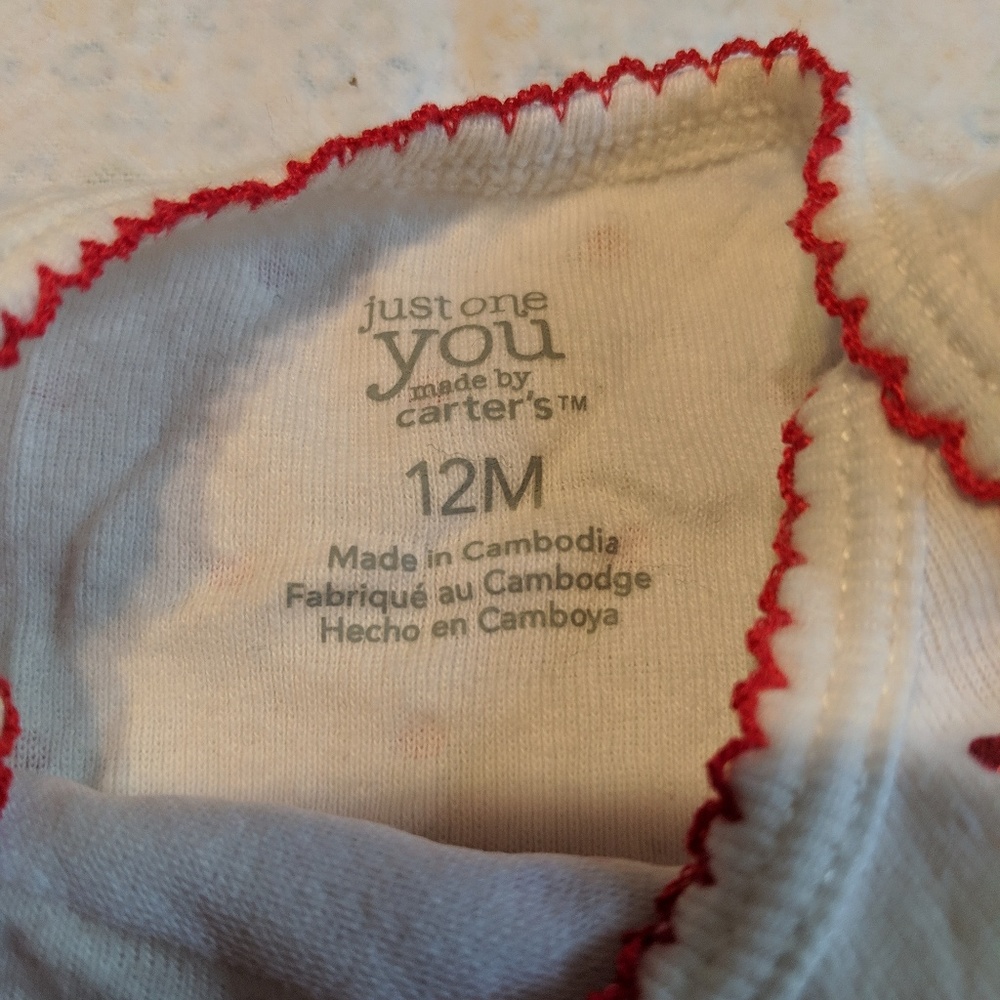 just one
you
made by
carter's™
12M
Made in Cambodia
Fabriqué au Cambodge
Hecho en Camboya